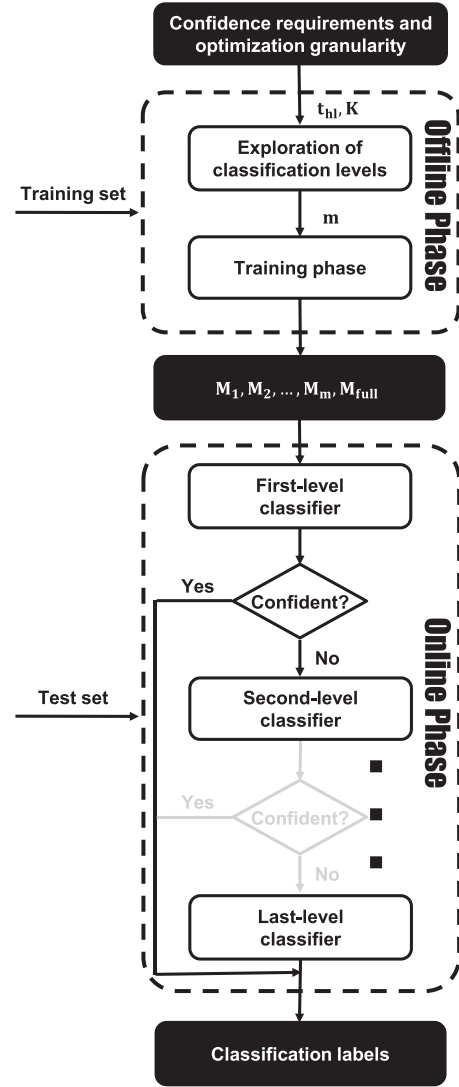 Confidence requirements and
optimization granularity
t_hl, K
Exploration of
classification levels
Training set
m
Training phase
Offline Phase
M_1, M_2, ..., M_m, M_full
First-level
classifier
Yes
Confident?
No
Test set
Second-level
classifier
Yes
Confident?
No
Last-level
classifier
Online Phase
Classification labels